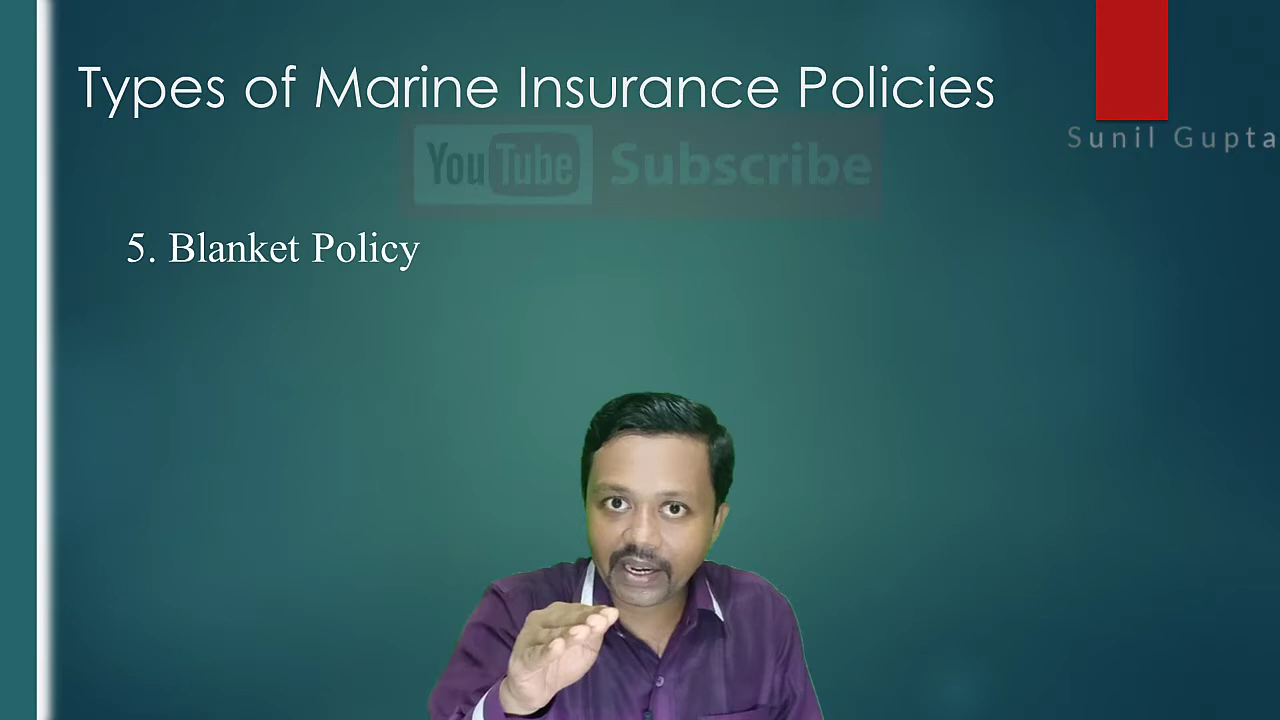 Types of Marine Insurance Policies
Sunil Gupta
YouTube Subscribe
5. Blanket Policy